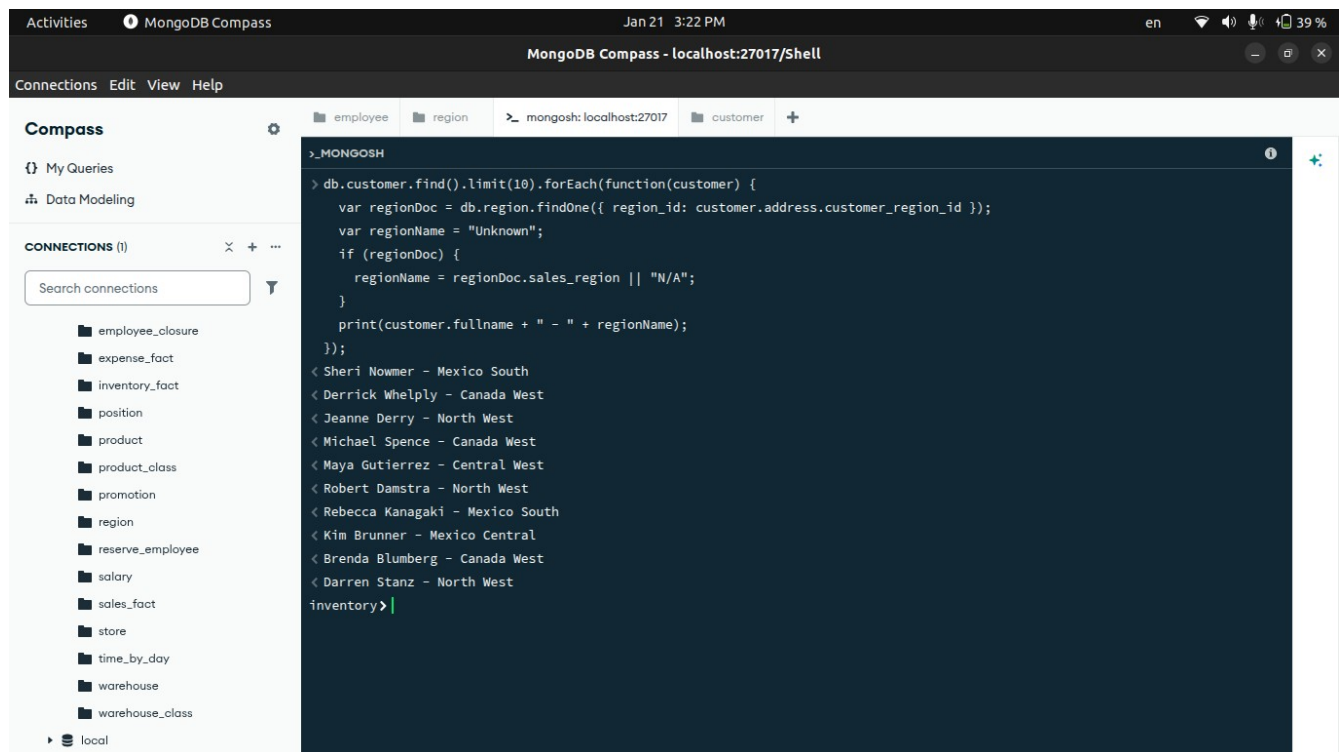 Activities MongoDB Compass Jan 21 3:22 PM en 39 %
MongoDB Compass - localhost:27017/Shell
Connections Edit View Help
Compass
{} My Queries
Data Modeling
CONNECTIONS (1)
Search connections
employee_closure
expense_fact
inventory_fact
position
product
product_class
promotion
region
reserve_employee
salary
sales_fact
store
time_by_day
warehouse
warehouse_class
local
employee region >_ mongosh: localhost:27017 customer +
>_MONGOSH
> db.customer.find().limit(10).forEach(function(customer) {
var regionDoc = db.region.findOne({ region_id: customer.address.customer_region_id });
var regionName = "Unknown";
if (regionDoc) {
regionName = regionDoc.sales_region || "N/A";
}
print(customer.fullname + " - " + regionName);
});
< Sheri Nowmer - Mexico South
< Derrick Whelply - Canada West
< Jeanne Derry - North West
< Michael Spence - Canada West
< Maya Gutierrez - Central West
< Robert Damstra - North West
< Rebecca Kanagaki - Mexico South
< Kim Brunner - Mexico Central
< Brenda Blumberg - Canada West
< Darren Stanz - North West
inventory>